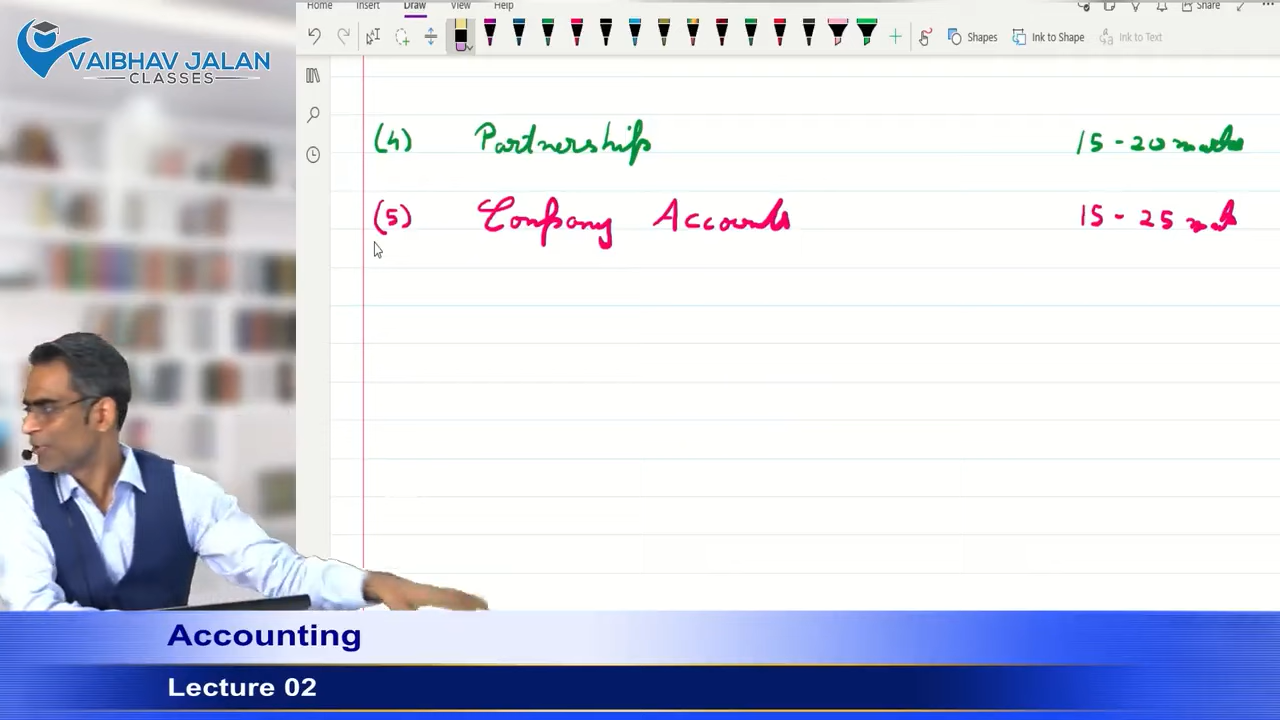 VAIBHAV JALAN
CLASSES
Home Insert Draw View Help Share
Shapes Ink to Shape Ink to Text
(4) Partnerships 15 - 20 marks
(5) Company Accounts 15 - 25
Accounting
Lecture 02